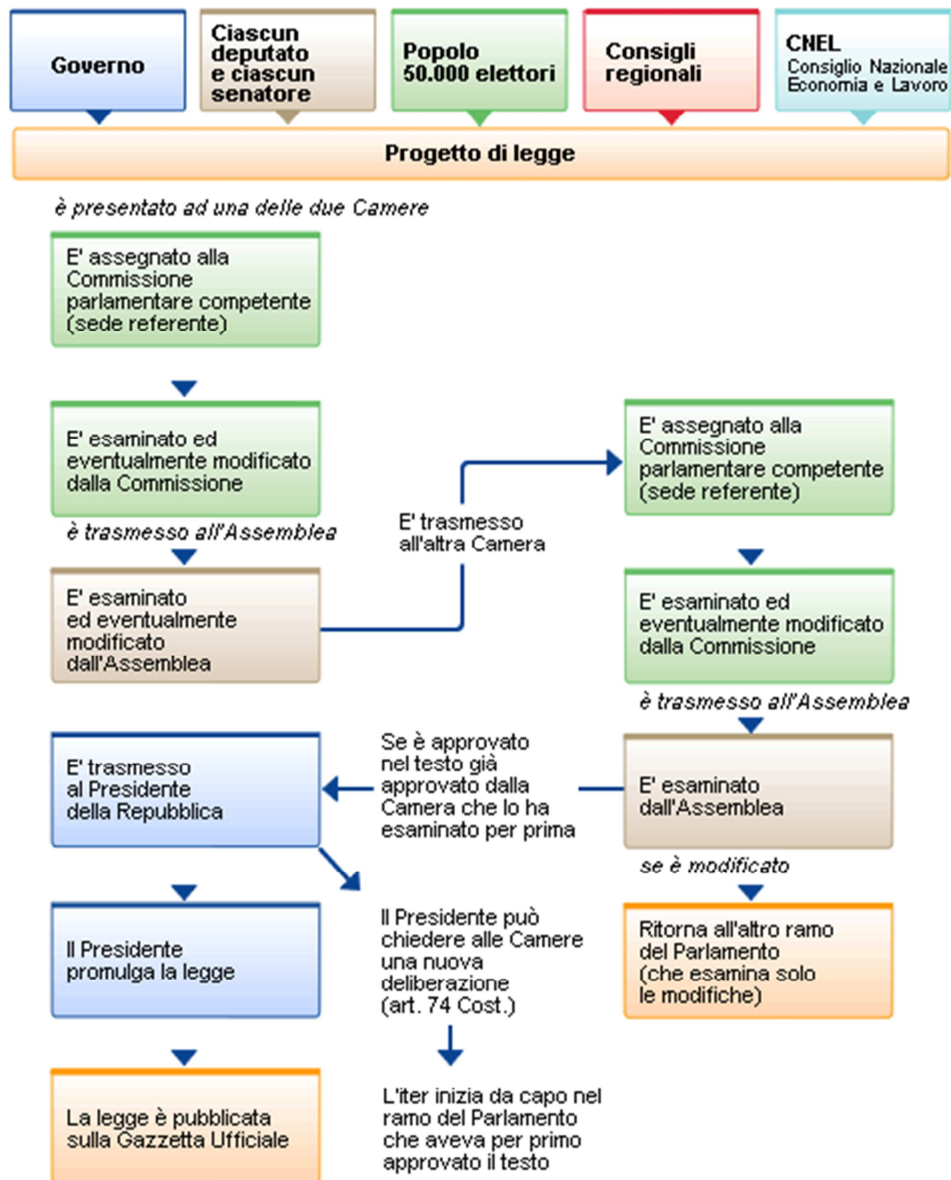 Governo
Ciascun
deputato
e ciascun
senatore
Popolo
50.000 elettori
Consigli
regionali
CNEL
Consiglio Nazionale
Economia e Lavoro
Progetto di legge
è presentato ad una delle due Camere
E' assegnato alla
Commissione
parlamentare competente
(sede referente)
E' esaminato ed
eventualmente modificato
dalla Commissione
è trasmesso all'Assemblea
E' esaminato
ed eventualmente
modificato
dall'Assemblea
E' trasmesso
all'altra Camera
E' assegnato alla
Commissione
parlamentare competente
(sede referente)
E' esaminato ed
eventualmente modificato
dalla Commissione
è trasmesso all'Assemblea
E' esaminato
dall'Assemblea
Se è approvato
nel testo già
approvato dalla
Camera che lo ha
esaminato per prima
E' trasmesso
al Presidente
della Repubblica
se è modificato
Ritorna all'altro ramo
del Parlamento
(che esamina solo
le modifiche)
Il Presidente può
chiedere alle Camere
una nuova
deliberazione
(art. 74 Cost.)
Il Presidente
promulga la legge
L'iter inizia da capo nel
ramo del Parlamento
che aveva per primo
approvato il testo
La legge è pubblicata
sulla Gazzetta Ufficiale